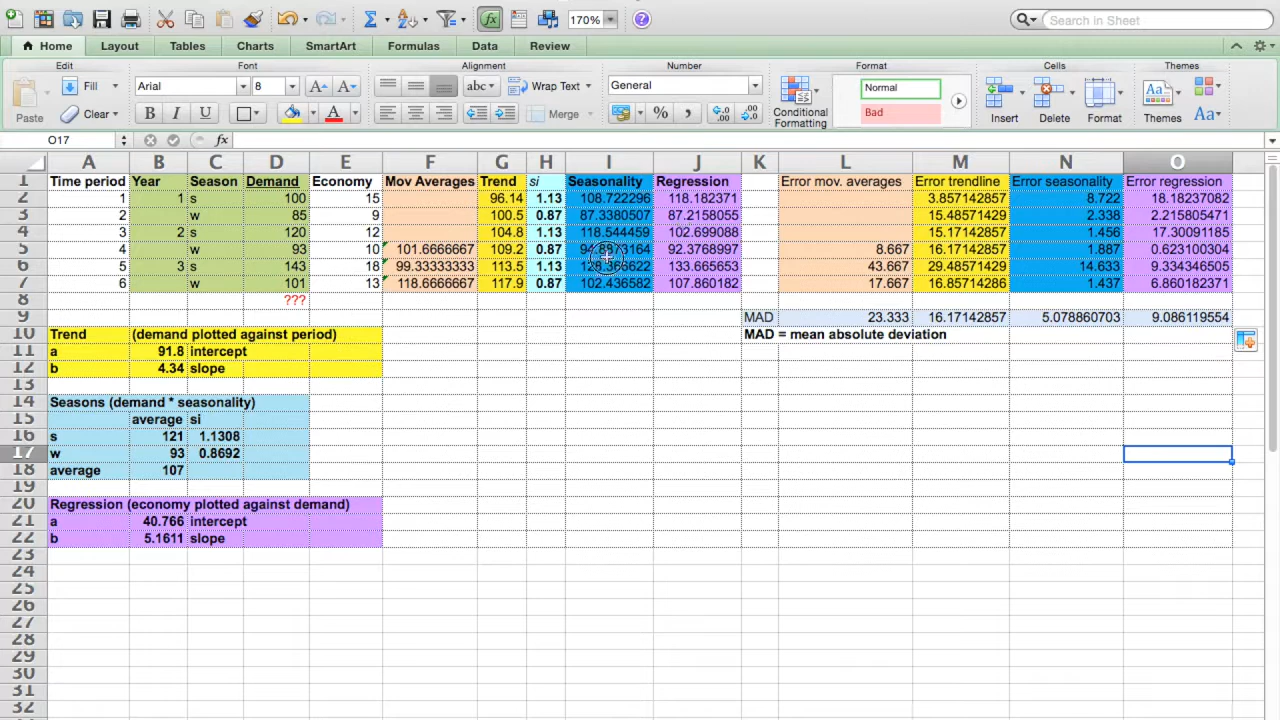 170%
Search in Sheet
Home Layout Tables Charts SmartArt Formulas Data Review
Edit Font Alignment Number Format Cells Themes
Fill Arial 8 A A abc Wrap Text General Normal
Paste Clear B I U Merge % Conditional Formatting Bad Insert Delete Format Themes Aa
O17 fx
A B C D E F G H I J K L M N O
1 Time period Year Season Demand Economy Mov Averages Trend si Seasonality Regression Error mov. averages Error trendline Error seasonality Error regression
2 1 1 s 100 15 96.14 1.13 108.722296 118.182371 3.857142857 8.722 18.18237082
3 2 w 85 9 100.5 0.87 87.3380507 87.2158055 15.48571429 2.338 2.215805471
4 3 2 s 120 12 104.8 1.13 118.544459 102.699088 15.17142857 1.456 17.30091185
5 4 w 93 10 101.6666667 109.2 0.87 92.3768997 8.667 16.17142857 1.887 0.623100304
6 5 3 s 143 18 99.33333333 113.5 1.13 128.366622 133.665653 43.667 29.48571429 14.633 9.334346505
7 6 w 101 13 118.6666667 117.9 0.87 102.436582 107.860182 17.667 16.85714286 1.437 6.860182371
8 ???
9 MAD 23.333 16.17142857 5.078860703 9.086119554
10 Trend (demand plotted against period) MAD = mean absolute deviation
11 a 91.8 intercept
12 b 4.34 slope
13
14 Seasons (demand * seasonality)
15 average si
16 s 121 1.1308
17 w 93 0.8692
18 average 107
19
20 Regression (economy plotted against demand)
21 a 40.766 intercept
22 b 5.1611 slope
23
24
25
26
27
28
29
30
31
32